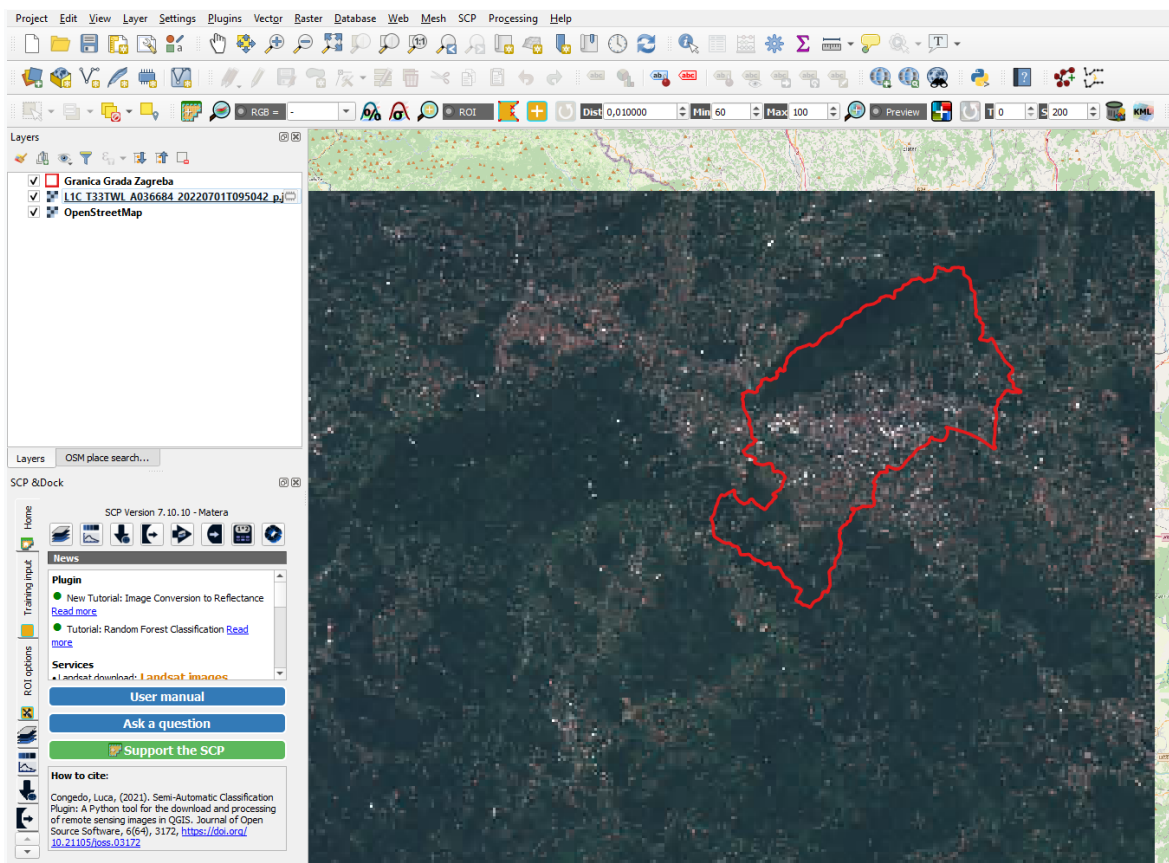 Project Edit View Layer Settings Plugins Vector Raster Database Web Mesh SCP Processing Help
RGB = - ROI Dist 0,010000 Min 60 Max 100 Preview T 0 S 200 KML
Layers
Granica Grada Zagreba
L1C_T33TWL_A036684_20220701T095042_p.j
OpenStreetMap
Layers OSM place search...
SCP &Dock
Home
Training input
ROI options
SCP Version 7.10.10 - Matera
News
Plugin
New Tutorial: Image Conversion to Reflectance
Read more
Tutorial: Random Forest Classification Read
more
Services
Landsat download: Landsat images
User manual
Ask a question
Support the SCP
How to cite:
Congedo, Luca, (2021). Semi-Automatic Classification
Plugin: A Python tool for the download and processing
of remote sensing images in QGIS. Journal of Open
Source Software, 6(64), 3172, https://doi.org/
10.21105/joss.03172